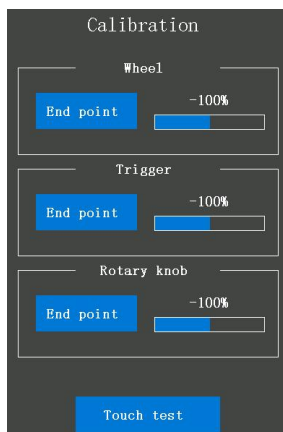 Calibration
Wheel
End point
-100%
Trigger
End point
-100%
Rotary knob
End point
-100%
Touch test